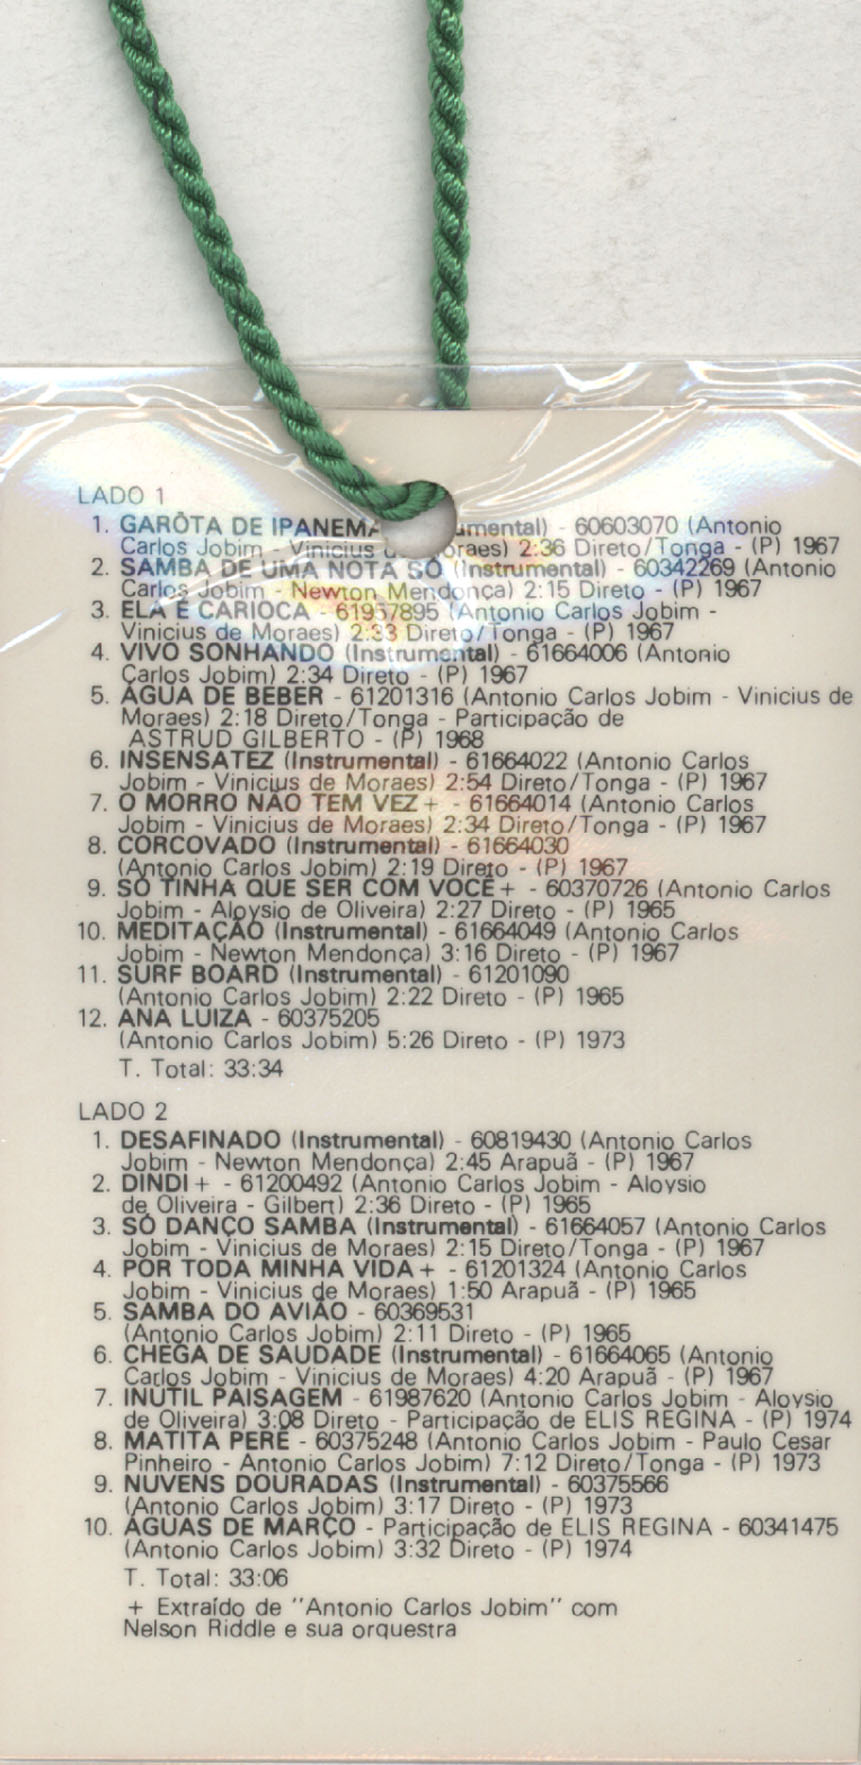 LADO 1
1. GARÔTA DE IPANEMA umental) - 60603070 (Antonio
Carlos Jobim - Vinicius de Moraes) 2:36 Direto/Tonga - (P) 1967
2. SAMBA DE UMA NOTA SÓ (Instrumental) - 60342269 (Antonio
Carlos Jobim - Newton Mendonça) 2:15 Direto - (P) 1967
3. ELA É CARIOCA - 61957895 (Antonio Carlos Jobim -
Vinicius de Moraes) 2:33 Direto/Tonga - (P) 1967
4. VIVO SONHANDO (Instrumental) - 61664006 (Antonio
Carlos Jobim) 2:34 Direto - (P) 1967
5. ÁGUA DE BEBER - 61201316 (Antonio Carlos Jobim - Vinicius de
Moraes) 2:18 Direto/Tonga - Participação de
ASTRUD GILBERTO - (P) 1968
6. INSENSATEZ (Instrumental) - 61664022 (Antonio Carlos
Jobim - Vinicius de Moraes) 2:54 Direto/Tonga - (P) 1967
7. O MORRO NÃO TEM VEZ + - 61664014 (Antonio Carlos
Jobim - Vinicius de Moraes) 2:34 Direto/Tonga - (P) 1967
8. CORCOVADO (Instrumental) - 61664030
(Antonio Carlos Jobim) 2:19 Direto - (P) 1967
9. SÓ TINHA QUE SER COM VOCÊ + - 60370726 (Antonio Carlos
Jobim - Aloysio de Oliveira) 2:27 Direto - (P) 1965
10. MEDITAÇÃO (Instrumental) - 61664049 (Antonio Carlos
Jobim - Newton Mendonça) 3:16 Direto - (P) 1967
11. SURF BOARD (Instrumental) - 61201090
(Antonio Carlos Jobim) 2:22 Direto - (P) 1965
12. ANA LUIZA - 60375205
(Antonio Carlos Jobim) 5:26 Direto - (P) 1973
T. Total: 33:34
LADO 2
1. DESAFINADO (Instrumental) - 60819430 (Antonio Carlos
Jobim - Newton Mendonça) 2:45 Arapuã - (P) 1967
2. DINDI + - 61200492 (Antonio Carlos Jobim - Aloysio
de Oliveira - Gilbert) 2:36 Direto - (P) 1965
3. SÓ DANÇO SAMBA (Instrumental) - 61664057 (Antonio Carlos
Jobim - Vinicius de Moraes) 2:15 Direto/Tonga - (P) 1967
4. POR TODA MINHA VIDA + - 61201324 (Antonio Carlos
Jobim - Vinicius de Moraes) 1:50 Arapuã - (P) 1965
5. SAMBA DO AVIÃO - 60369531
(Antonio Carlos Jobim) 2:11 Direto - (P) 1965
6. CHEGA DE SAUDADE (Instrumental) - 61664065 (Antonio
Carlos Jobim - Vinicius de Moraes) 4:20 Arapuã - (P) 1967
7. INÚTIL PAISAGEM - 61987620 (Antonio Carlos Jobim - Aloysio
de Oliveira) 3:08 Direto - Participação de ELIS REGINA - (P) 1974
8. MATITA PERÊ - 60375248 (Antonio Carlos Jobim - Paulo Cesar
Pinheiro - Antonio Carlos Jobim) 7:12 Direto/Tonga - (P) 1973
9. NUVENS DOURADAS (Instrumental) - 60375566
(Antonio Carlos Jobim) 3:17 Direto - (P) 1973
10. ÁGUAS DE MARÇO - Participação de ELIS REGINA - 60341475
(Antonio Carlos Jobim) 3:32 Direto - (P) 1974
T. Total: 33:06
+ Extraído de "Antonio Carlos Jobim" com
Nelson Riddle e sua orquestra